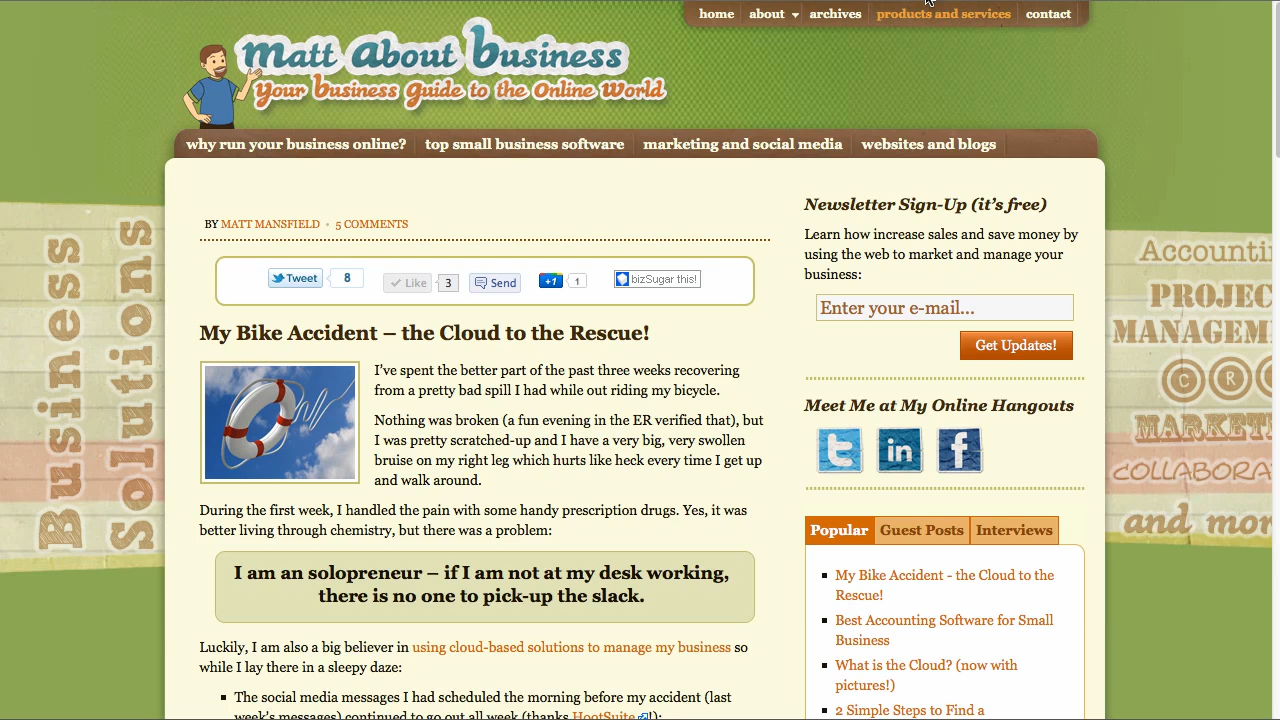 home about archives products and services contact
matt about business
Your business guide to the Online World
why run your business online? top small business software marketing and social media websites and blogs
BY MATT MANSFIELD • 5 COMMENTS
Tweet 8 Like 3 Send +1 1 bizSugar this!
My Bike Accident – the Cloud to the Rescue!
I've spent the better part of the past three weeks recovering
from a pretty bad spill I had while out riding my bicycle.
Nothing was broken (a fun evening in the ER verified that), but
I was pretty scratched-up and I have a very big, very swollen
bruise on my right leg which hurts like heck every time I get up
and walk around.
During the first week, I handled the pain with some handy prescription drugs. Yes, it was
better living through chemistry, but there was a problem:
I am an solopreneur – if I am not at my desk working,
there is no one to pick-up the slack.
Luckily, I am also a big believer in using cloud-based solutions to manage my business so
while I lay there in a sleepy daze:
The social media messages I had scheduled the morning before my accident (last
week's messages) continued to go out all week (thanks HootSuite!);
Newsletter Sign-Up (it's free)
Learn how increase sales and save money by
using the web to market and manage your
business:
Enter your e-mail...
Get Updates!
Meet Me at My Online Hangouts
t in f
Popular Guest Posts Interviews
My Bike Accident - the Cloud to the
Rescue!
Best Accounting Software for Small
Business
What is the Cloud? (now with
pictures!)
2 Simple Steps to Find a
Business
Solutions
Accountin
PROJEC
MANAGEM
© ®
MARKET
COLLABORA
and mor